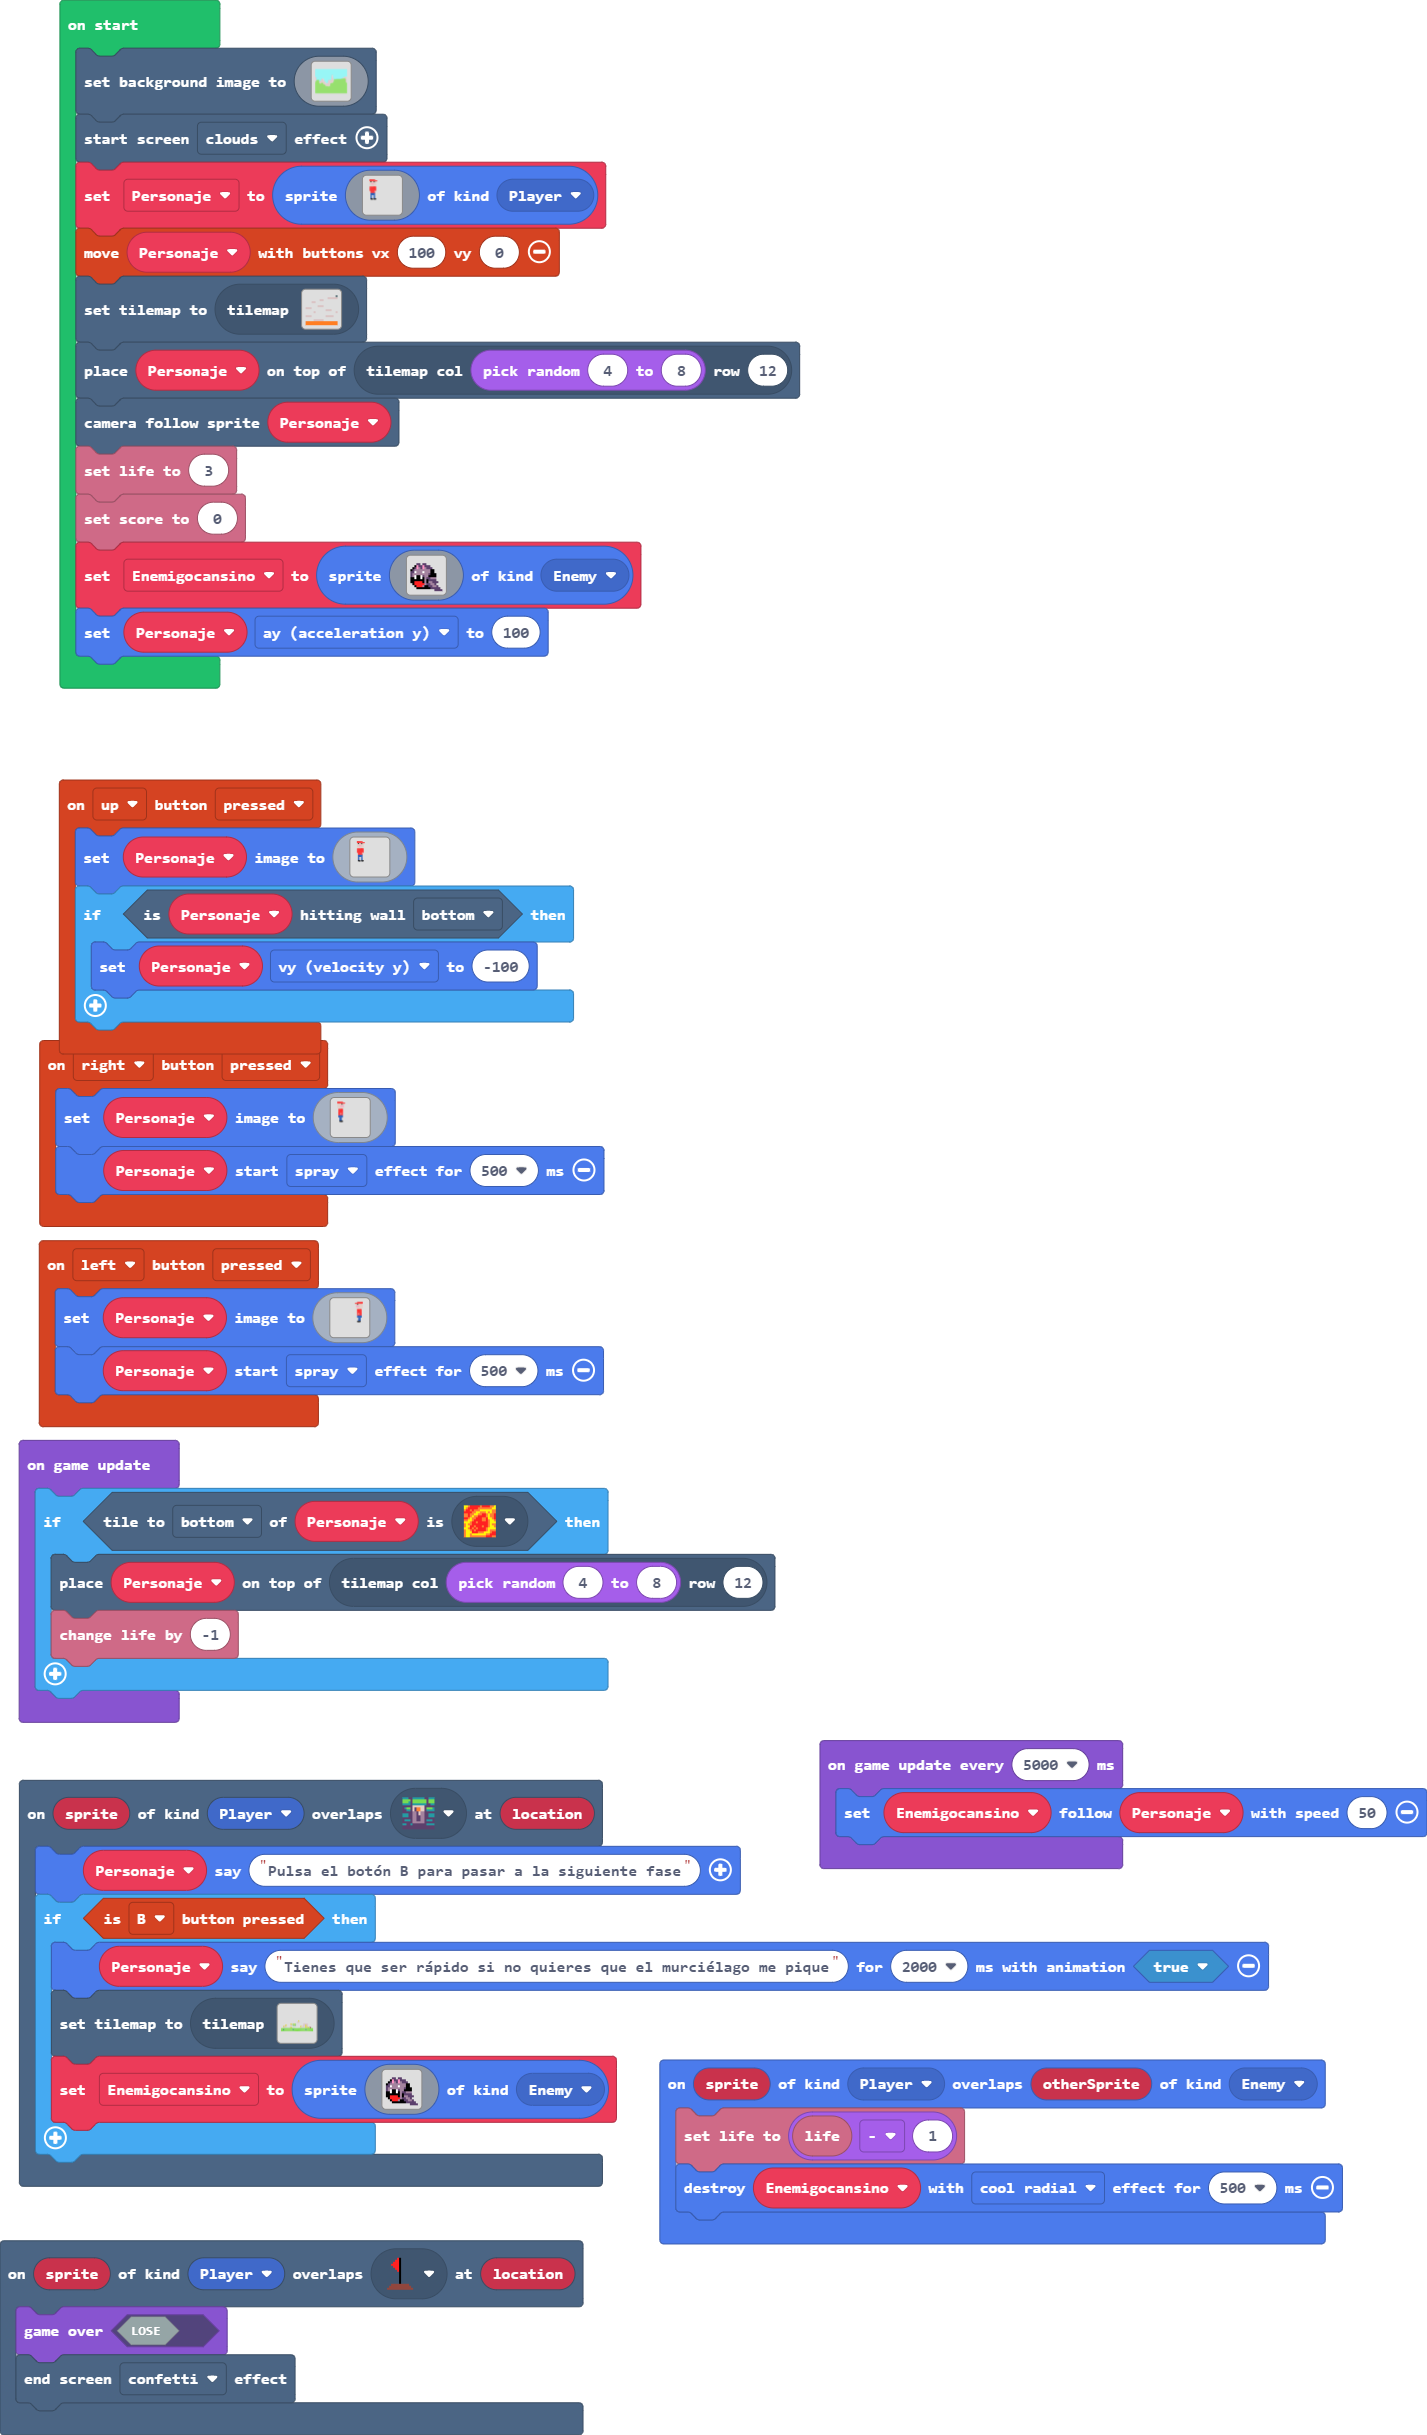 on start
set background image to
start screen clouds effect
set Personaje to sprite of kind Player
move Personaje with buttons vx 100 vy 0
set tilemap to tilemap
place Personaje on top of tilemap col pick random 4 to 8 row 12
camera follow sprite Personaje
set life to 3
set score to 0
set Enemigocansino to sprite of kind Enemy
set Personaje ay (acceleration y) to 100
on up button pressed
set Personaje image to
if is Personaje hitting wall bottom then
set Personaje vy (velocity y) to -100
on right button pressed
set Personaje image to
Personaje start spray effect for 500 ms
on left button pressed
set Personaje image to
Personaje start spray effect for 500 ms
on game update
if tile to bottom of Personaje is then
place Personaje on top of tilemap col pick random 4 to 8 row 12
change life by -1
on game update every 5000 ms
set Enemigocansino follow Personaje with speed 50
on sprite of kind Player overlaps at location
Personaje say "Pulsa el botón B para pasar a la siguiente fase"
if is B button pressed then
Personaje say "Tienes que ser rápido si no quieres que el murciélago me pique" for 2000 ms with animation true
set tilemap to tilemap
set Enemigocansino to sprite of kind Enemy
on sprite of kind Player overlaps otherSprite of kind Enemy
set life to life - 1
destroy Enemigocansino with cool radial effect for 500 ms
on sprite of kind Player overlaps at location
game over LOSE
end screen confetti effect